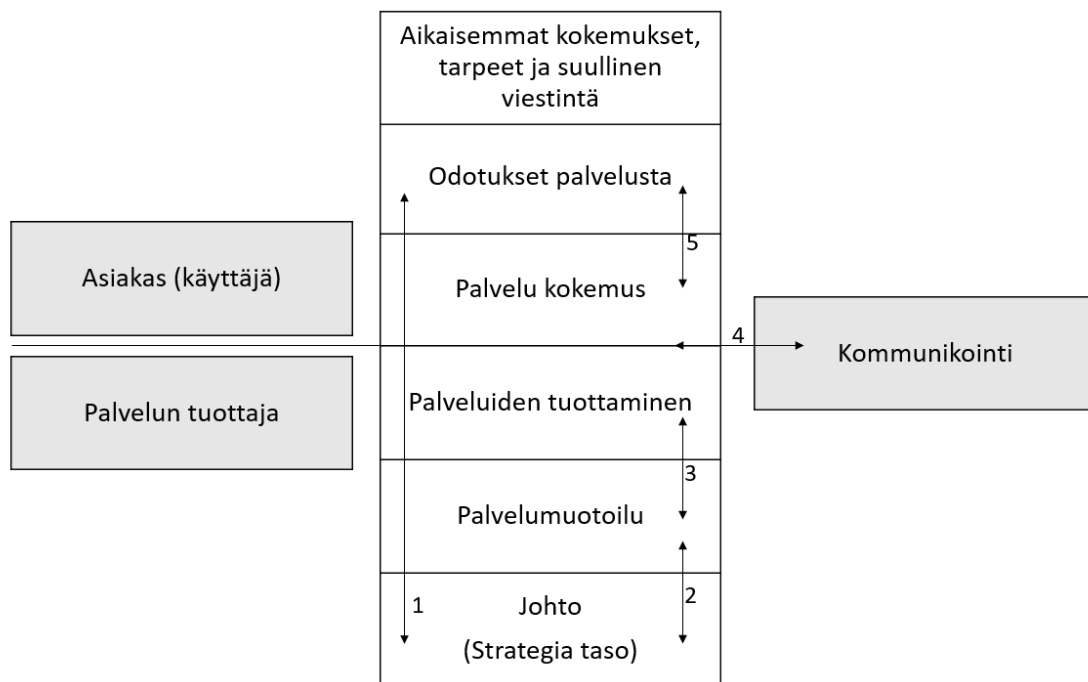 Aikaisemmat kokemukset,
tarpeet ja suullinen
viestintä
Odotukset palvelusta
5
Asiakas (käyttäjä)
Palvelu kokemus
4
Kommunikointi
Palvelun tuottaja
Palveluiden tuottaminen
3
Palvelumuotoilu
1
2
Johto
(Strategia taso)